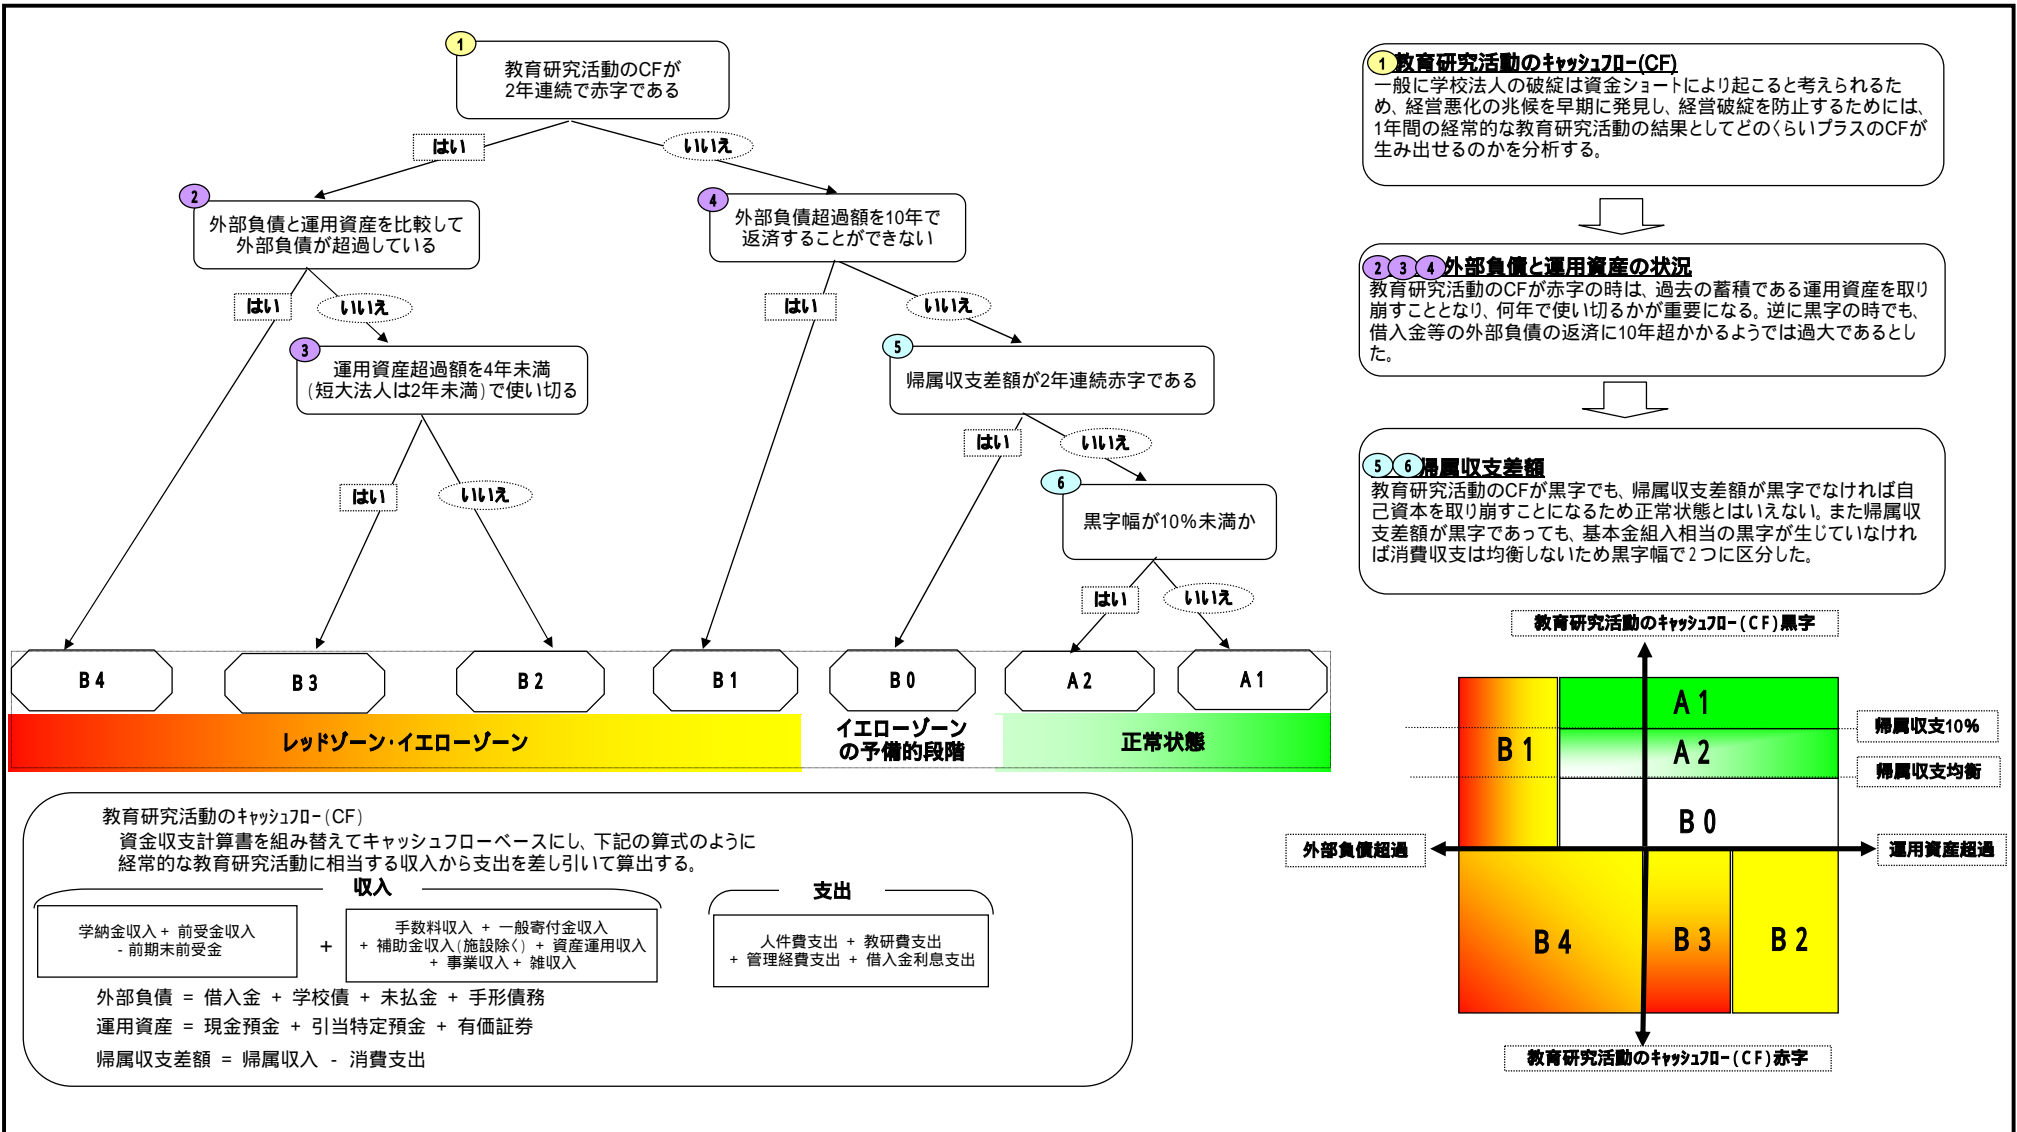 1
教育研究活動のCFが
2年連続で赤字である
はい
いいえ
2
外部負債と運用資産を比較して
外部負債が超過している
4
外部負債超過額を10年で
返済することができない
はい
いいえ
はい
いいえ
3
運用資産超過額を4年未満
(短大法人は2年未満)で使い切る
5
帰属収支差額が2年連続赤字である
はい
いいえ
はい
いいえ
6
黒字幅が10%未満か
はい
いいえ
B4
B3
B2
B1
B0
A2
A1
レッドゾーン・イエローゾーン
イエローゾーン
の予備的段階
正常状態
教育研究活動のキャッシュフロー(CF)
資金収支計算書を組み替えてキャッシュフローベースにし、下記の算式のように
経常的な教育研究活動に相当する収入から支出を差し引いて算出する。
収入
支出
学納金収入+ 前受金収入
- 前期末前受金
+
手数料収入 + 一般寄付金収入
+ 補助金収入(施設除く) + 資産運用収入
+ 事業収入+ 雑収入
人件費支出 + 教研費支出
+ 管理経費支出 + 借入金利息支出
外部負債 = 借入金 + 学校債 + 未払金 + 手形債務
運用資産 = 現金預金 + 引当特定預金 + 有価証券
帰属収支差額 = 帰属収入 - 消費支出
1 教育研究活動のキャッシュフロー(CF)
一般に学校法人の破綻は資金ショートにより起こると考えられるた
め、経営悪化の兆候を早期に発見し、経営破綻を防止するためには、
1年間の経常的な教育研究活動の結果としてどのくらいプラスのCFが
生み出せるのかを分析する。
2 3 4 外部負債と運用資産の状況
教育研究活動のCFが赤字の時は、過去の蓄積である運用資産を取り
崩すこととなり、何年で使い切るかが重要になる。逆に黒字の時でも、
借入金等の外部負債の返済に10年超かかるようでは過大であるとし
た。
5 6 帰属収支差額
教育研究活動のCFが黒字でも、帰属収支差額が黒字でなければ自
己資本を取り崩すことになるため正常状態とはいえない。また帰属収
支差額が黒字であっても、基本金組入相当の黒字が生じていなけれ
ば消費収支は均衡しないため黒字幅で2つに区分した。
教育研究活動のキャッシュフロー(CF)黒字
A1
帰属収支10%
B1
A2
帰属収支均衡
B0
外部負債超過
運用資産超過
B4
B3
B2
教育研究活動のキャッシュフロー(CF)赤字